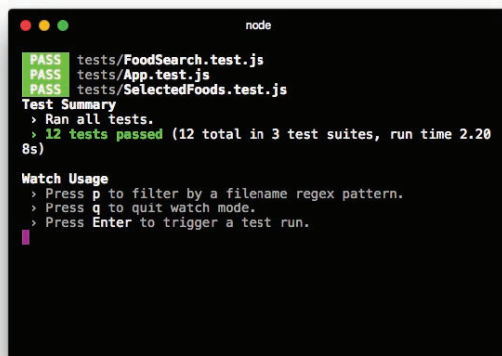 node
PASS tests/FoodSearch.test.js
PASS tests/App.test.js
PASS tests/SelectedFoods.test.js
Test Summary
› Ran all tests.
› 12 tests passed (12 total in 3 test suites, run time 2.20
8s)
Watch Usage
› Press p to filter by a filename regex pattern.
› Press q to quit watch mode.
› Press Enter to trigger a test run.